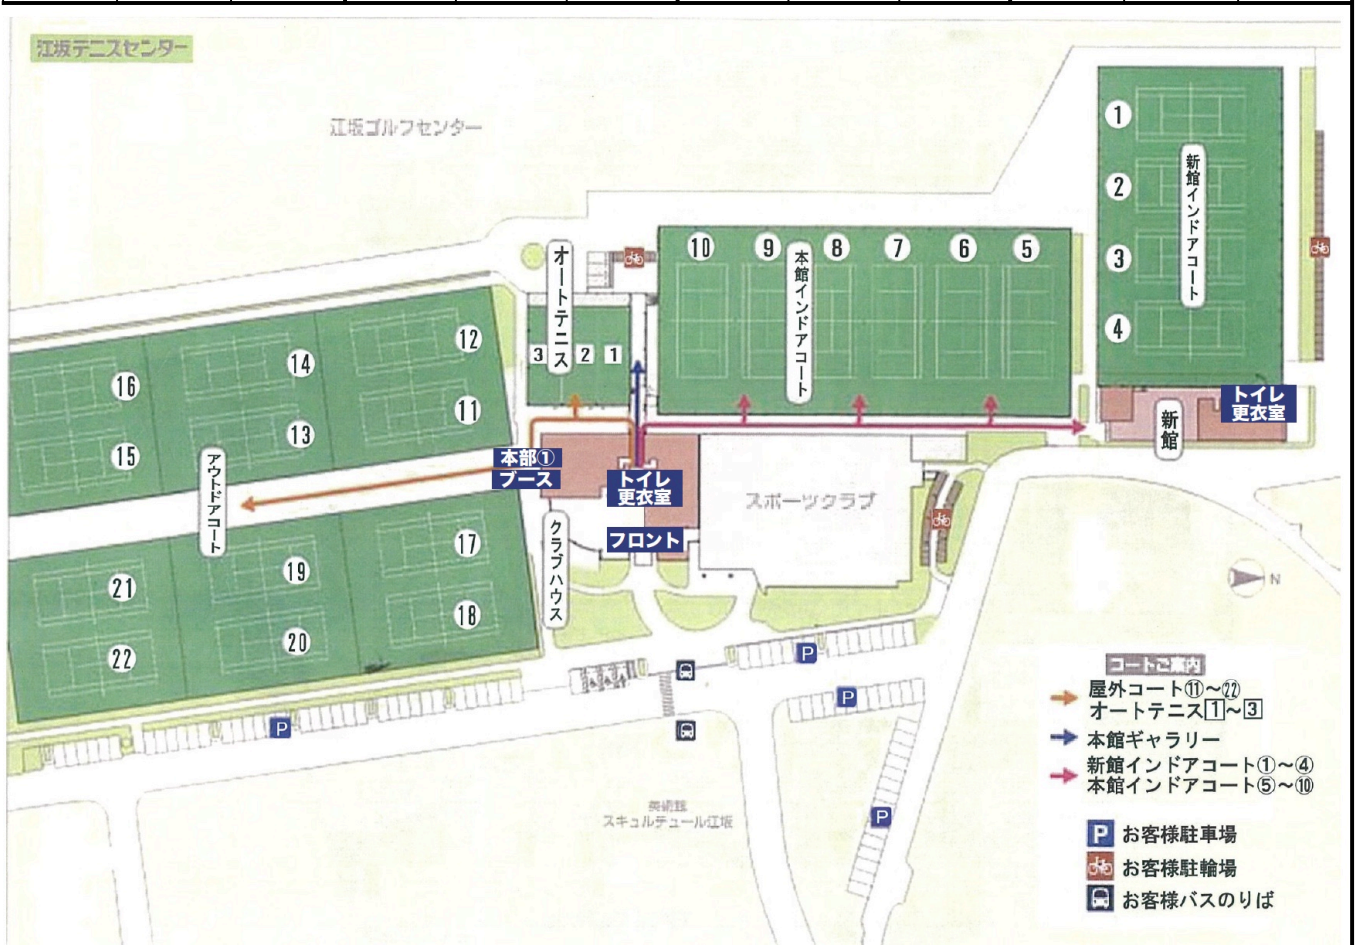 江坂テニスセンター
江坂ゴルフセンター
オートテニス
3
2
1
10
9
8
7
6
5
本館インドアコート
1
2
3
4
新館インドアコート
トイレ
更衣室
新館
12
14
16
11
13
15
アウトドアコート
本部①
ブース
トイレ
更衣室
フロント
クラブハウス
スポーツクラブ
17
19
21
18
20
22
P
P
P
P
N
美術館
スキュルチュール江坂
コートご案内
屋外コート⑪～㉒
オートテニス1～3
本館ギャラリー
新館インドアコート①～④
本館インドアコート⑤～⑩
P お客様駐車場
お客様駐輪場
お客様バスのりば